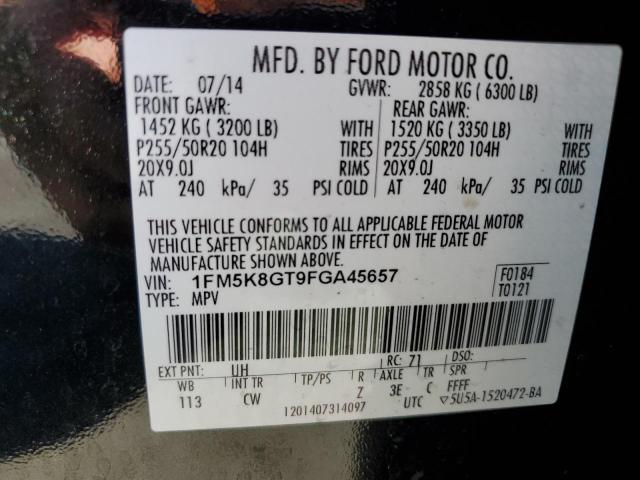 MFD. BY FORD MOTOR CO.
DATE: 07/14 GVWR: 2858 KG ( 6300 LB)
FRONT GAWR: REAR GAWR:
1452 KG ( 3200 LB) WITH 1520 KG ( 3350 LB) WITH
P255/50R20 104H TIRES P255/50R20 104H TIRES
20X9.0J RIMS 20X9.0J RIMS
AT 240 kPa/ 35 PSI COLD AT 240 kPa/ 35 PSI COLD
THIS VEHICLE CONFORMS TO ALL APPLICABLE FEDERAL MOTOR
VEHICLE SAFETY STANDARDS IN EFFECT ON THE DATE OF
MANUFACTURE SHOWN ABOVE.
VIN: 1FM5K8GT9FGA45657 F0184
TYPE: MPV T0121
EXT PNT: UH RC: 71 DSO:
WB INT TR TP/PS R AXLE TR SPR
113 CW Z 3E C FFFF
1201407314097 UTC ▽5U5A-1520472-BA